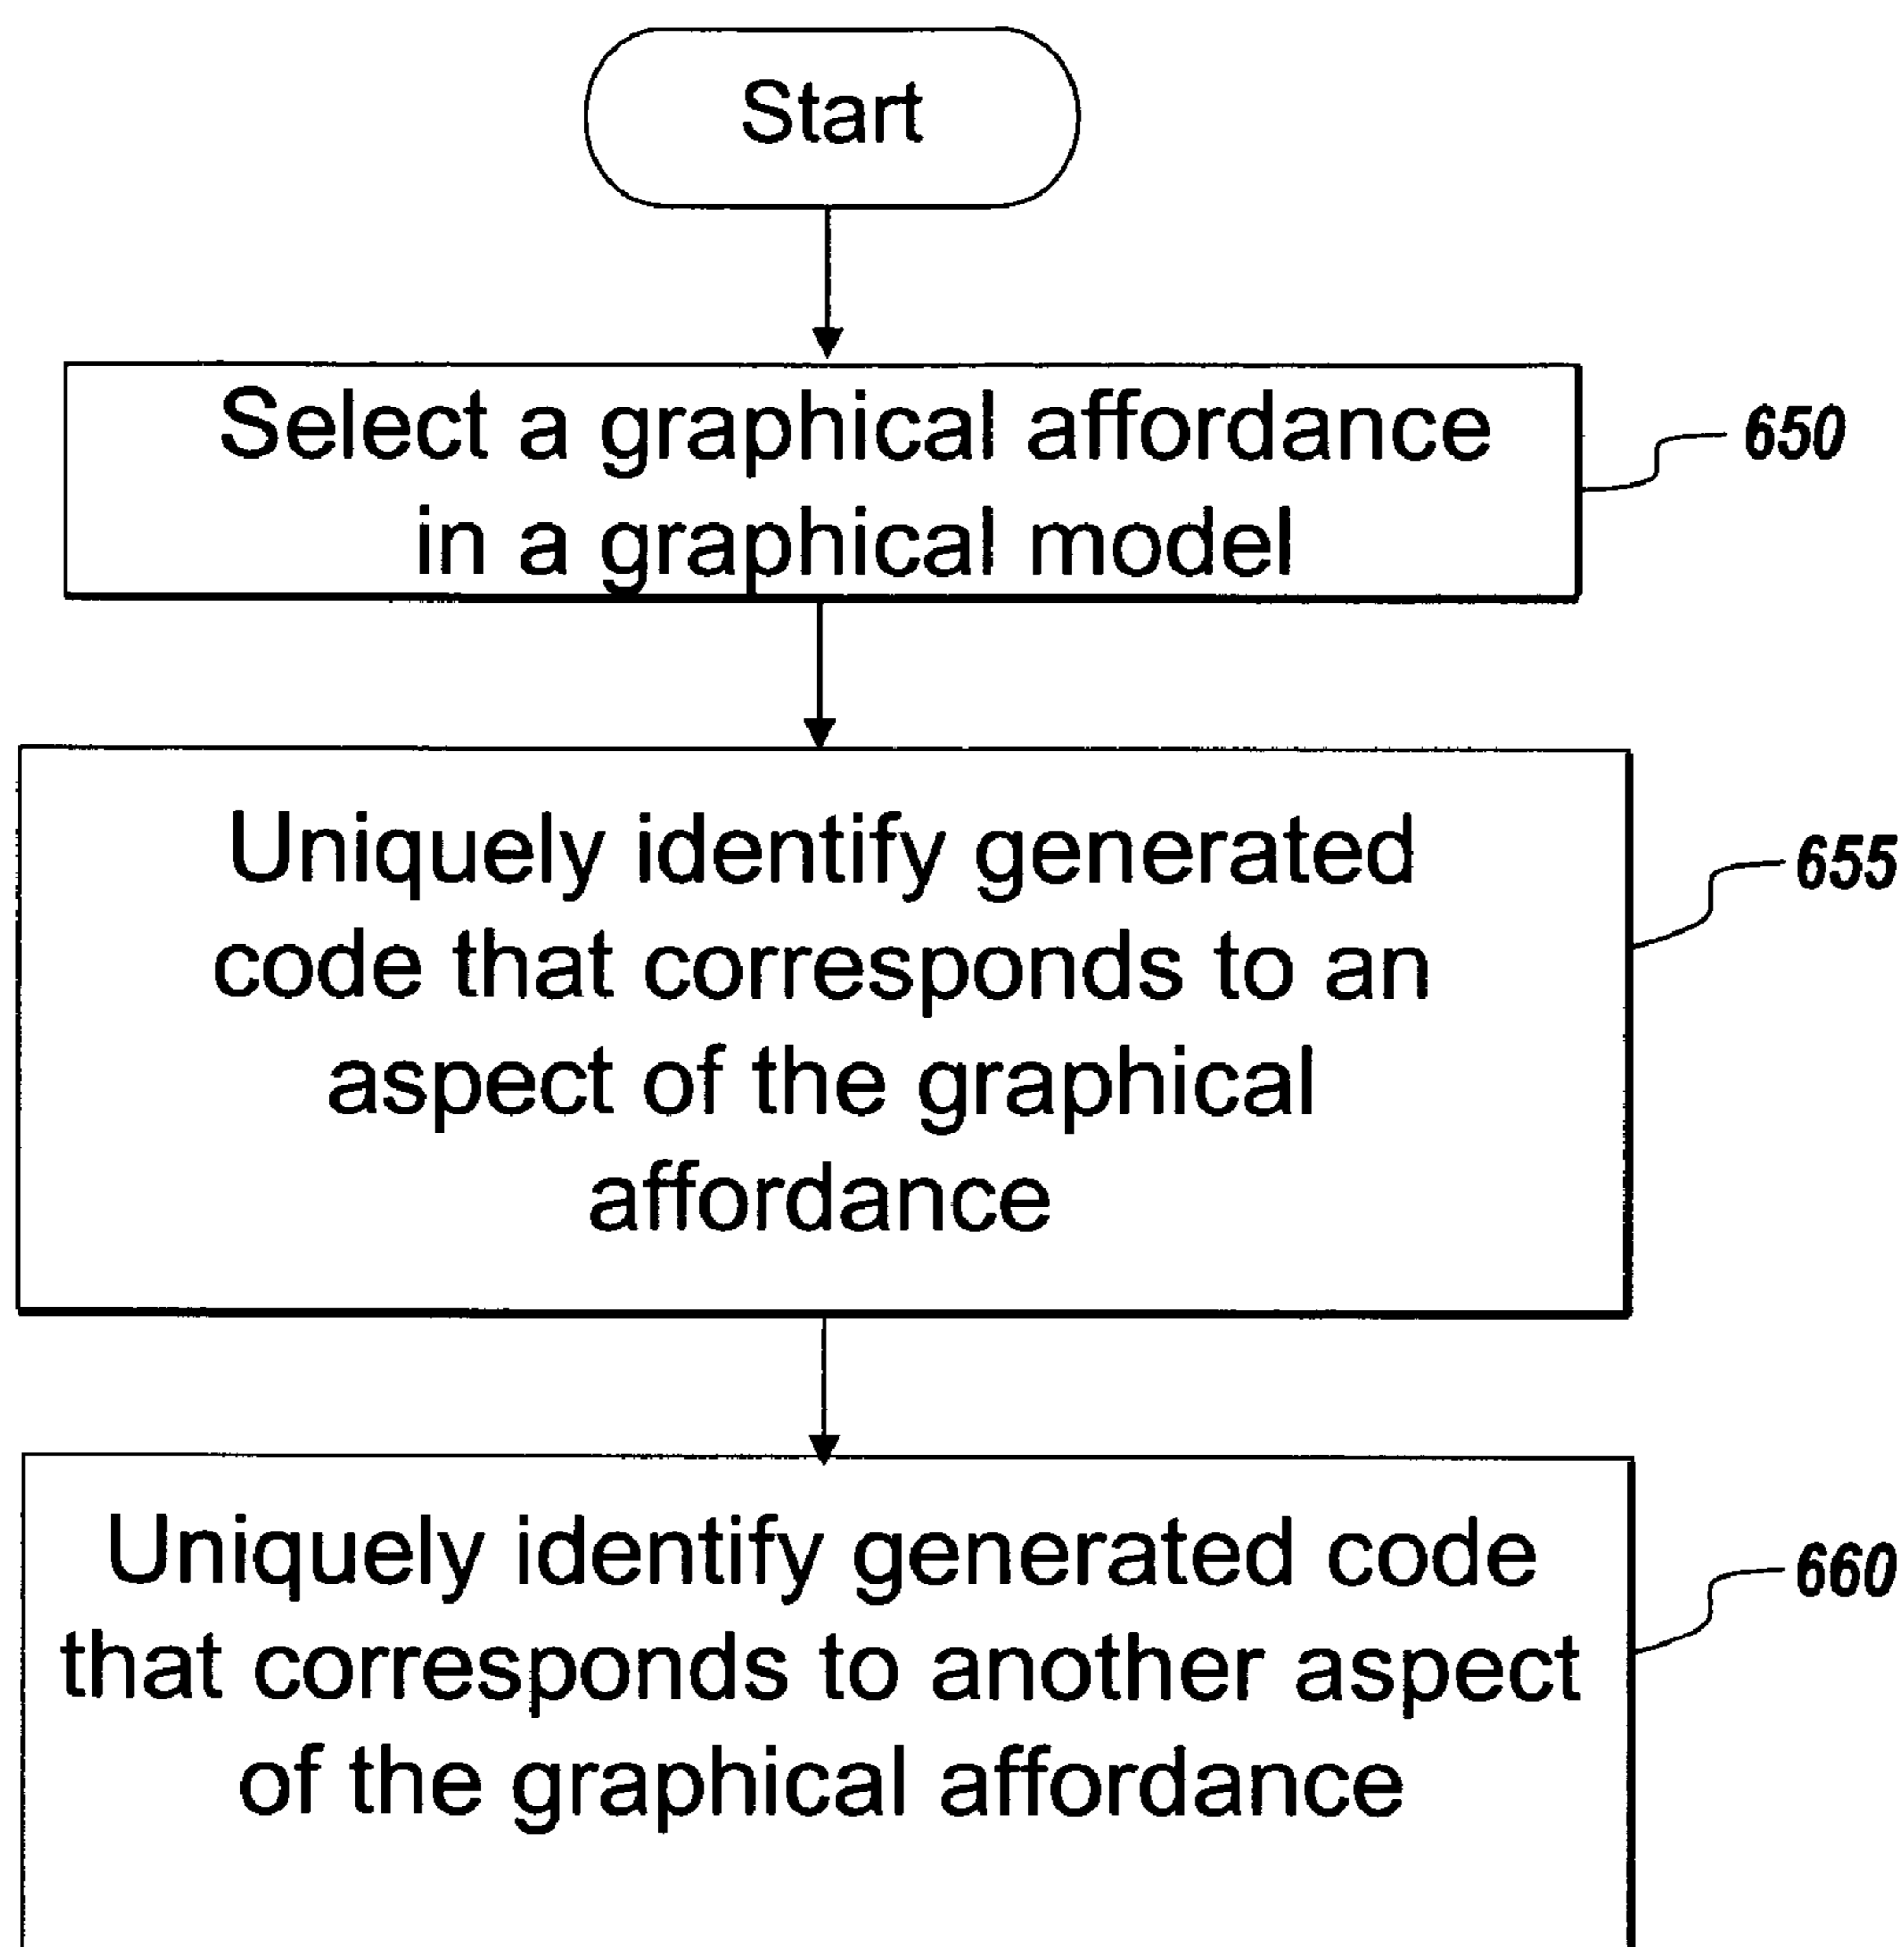 Start
Select a graphical affordance
in a graphical model
650
Uniquely identify generated
code that corresponds to an
aspect of the graphical
affordance
655
Uniquely identify generated code
that corresponds to another aspect
of the graphical affordance
660